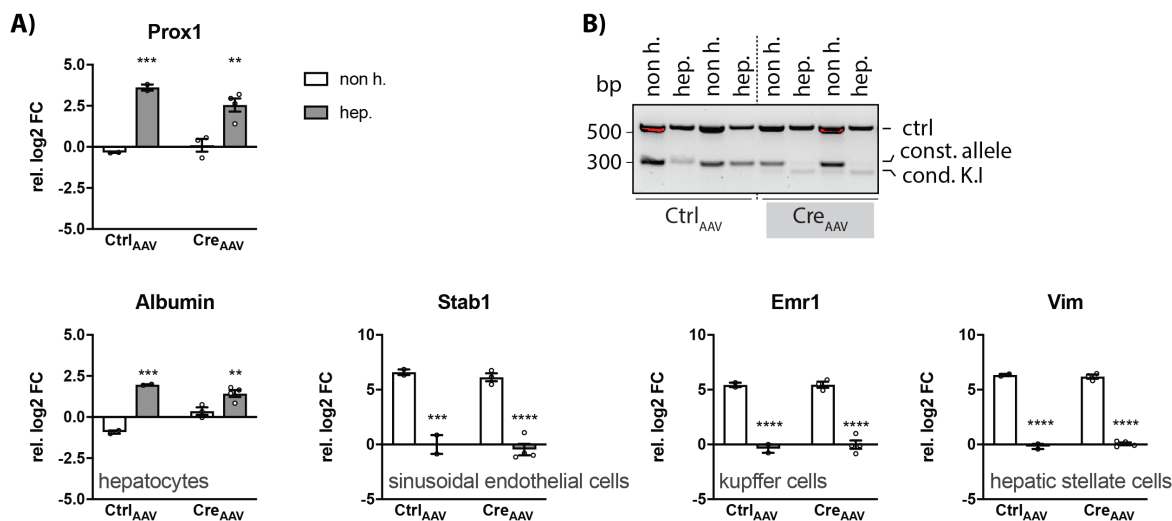 A)
Prox1
rel. log2 FC
5.0
2.5
0.0
-2.5
-5.0
***
**
Ctrl_AAV
Cre_AAV
non h.
hep.
B)
bp
non h.
hep.
non h.
hep.
non h.
hep.
non h.
hep.
500
300
ctrl
const. allele
cond. K.I
Ctrl_AAV
Cre_AAV
Albumin
rel. log2 FC
5.0
2.5
0.0
-2.5
-5.0
***
**
hepatocytes
Ctrl_AAV
Cre_AAV
Stab1
rel. log2 FC
10
5
0
-5
***
****
sinusoidal endothelial cells
Ctrl_AAV
Cre_AAV
Emr1
rel. log2 FC
10
5
0
-5
****
****
kupffer cells
Ctrl_AAV
Cre_AAV
Vim
rel. log2 FC
10
5
0
-5
****
****
hepatic stellate cells
Ctrl_AAV
Cre_AAV